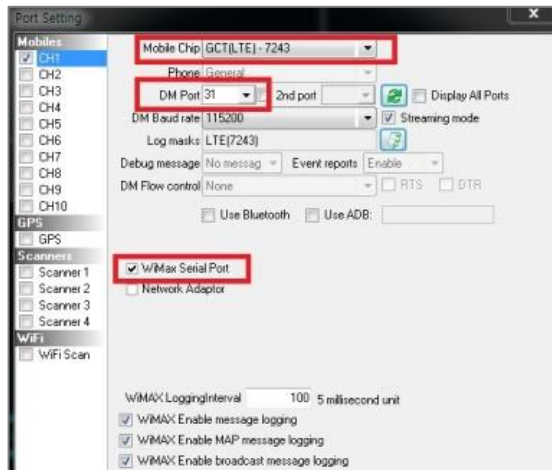 Port Setting
x
Mobiles
CH1
CH2
CH3
CH4
CH5
CH6
CH7
CH8
CH9
CH10
GPS
GPS
Scanners
Scanner 1
Scanner 2
Scanner 3
Scanner 4
WiFi
WiFi Scan
Mobile Chip GCT(LTE) - 7243
Phone General
DM Port 31 2nd port Display All Ports
DM Baud rate 115200 Streaming mode
Log masks LTE(7243)
Debug message No messag Event reports Enable
DM Flow control None RTS DTR
Use Bluetooth Use ADB:
WiMax Serial Port
Network Adaptor
WiMAX LoggingInterval 100 5 millisecond unit
WiMAX Enable message logging
WiMAX Enable MAP message logging
WiMAX Enable broadcast message logging